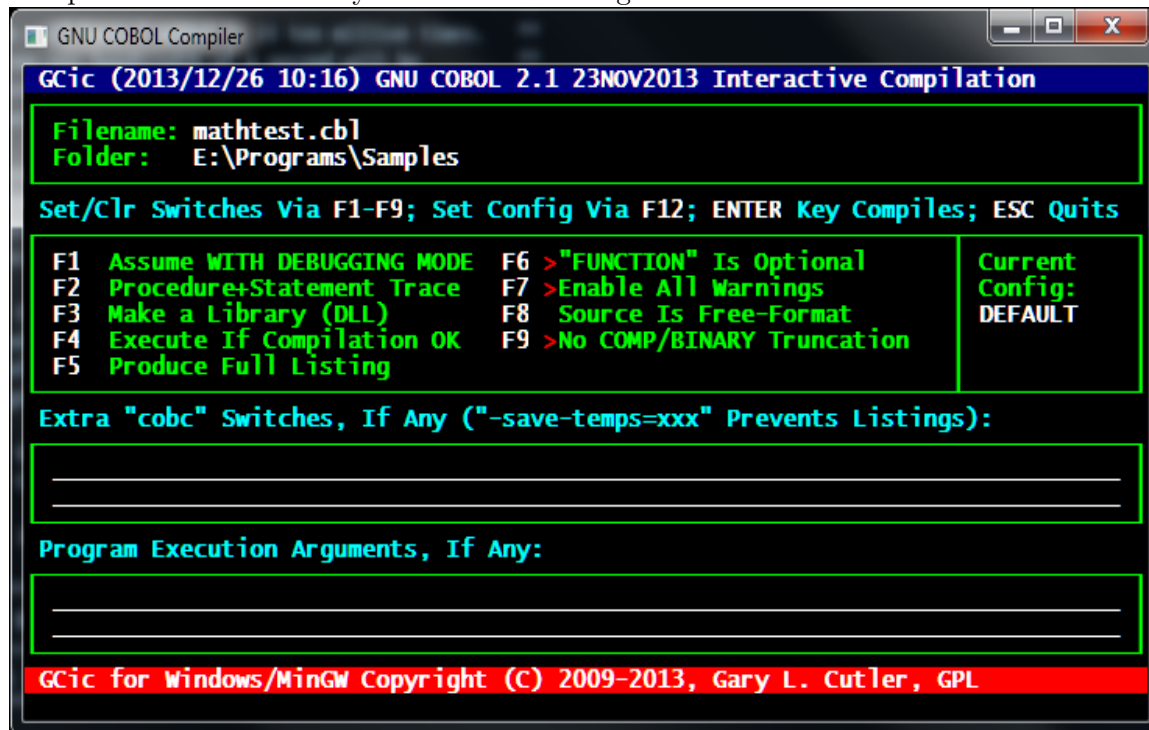 GNU COBOL Compiler
GCic (2013/12/26 10:16) GNU COBOL 2.1 23NOV2013 Interactive Compilation
Filename: mathtest.cbl
Folder: E:\Programs\Samples
Set/Clr Switches Via F1-F9; Set Config Via F12; ENTER Key Compiles; ESC Quits
F1 Assume WITH DEBUGGING MODE F6 >"FUNCTION" Is Optional Current
F2 Procedure+Statement Trace F7 >Enable All Warnings Config:
F3 Make a Library (DLL) F8 Source Is Free-Format DEFAULT
F4 Execute If Compilation OK F9 >No COMP/BINARY Truncation
F5 Produce Full Listing
Extra "cobc" Switches, If Any ("-save-temps=xxx" Prevents Listings):
Program Execution Arguments, If Any:
GCic for Windows/MinGW Copyright (C) 2009-2013, Gary L. Cutler, GPL